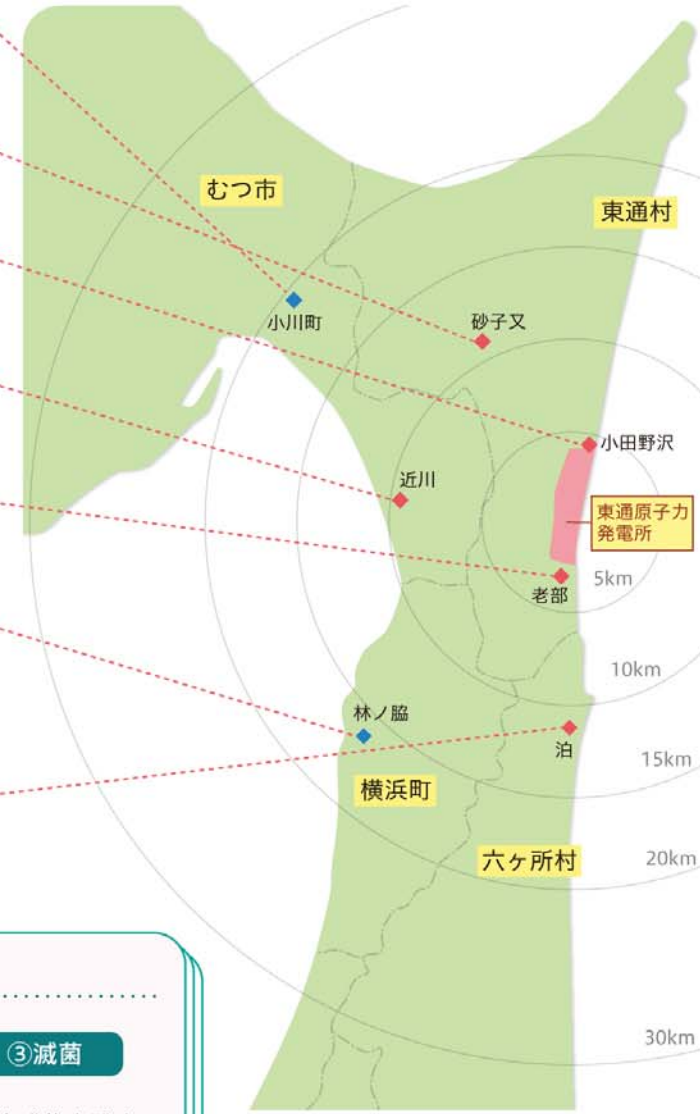 むつ市
東通村
小川町
砂子又
小田野沢
近川
東通原子力
発電所
5km
老部
10km
林ノ脇
泊
15km
横浜町
六ヶ所村
20km
30km
③滅菌